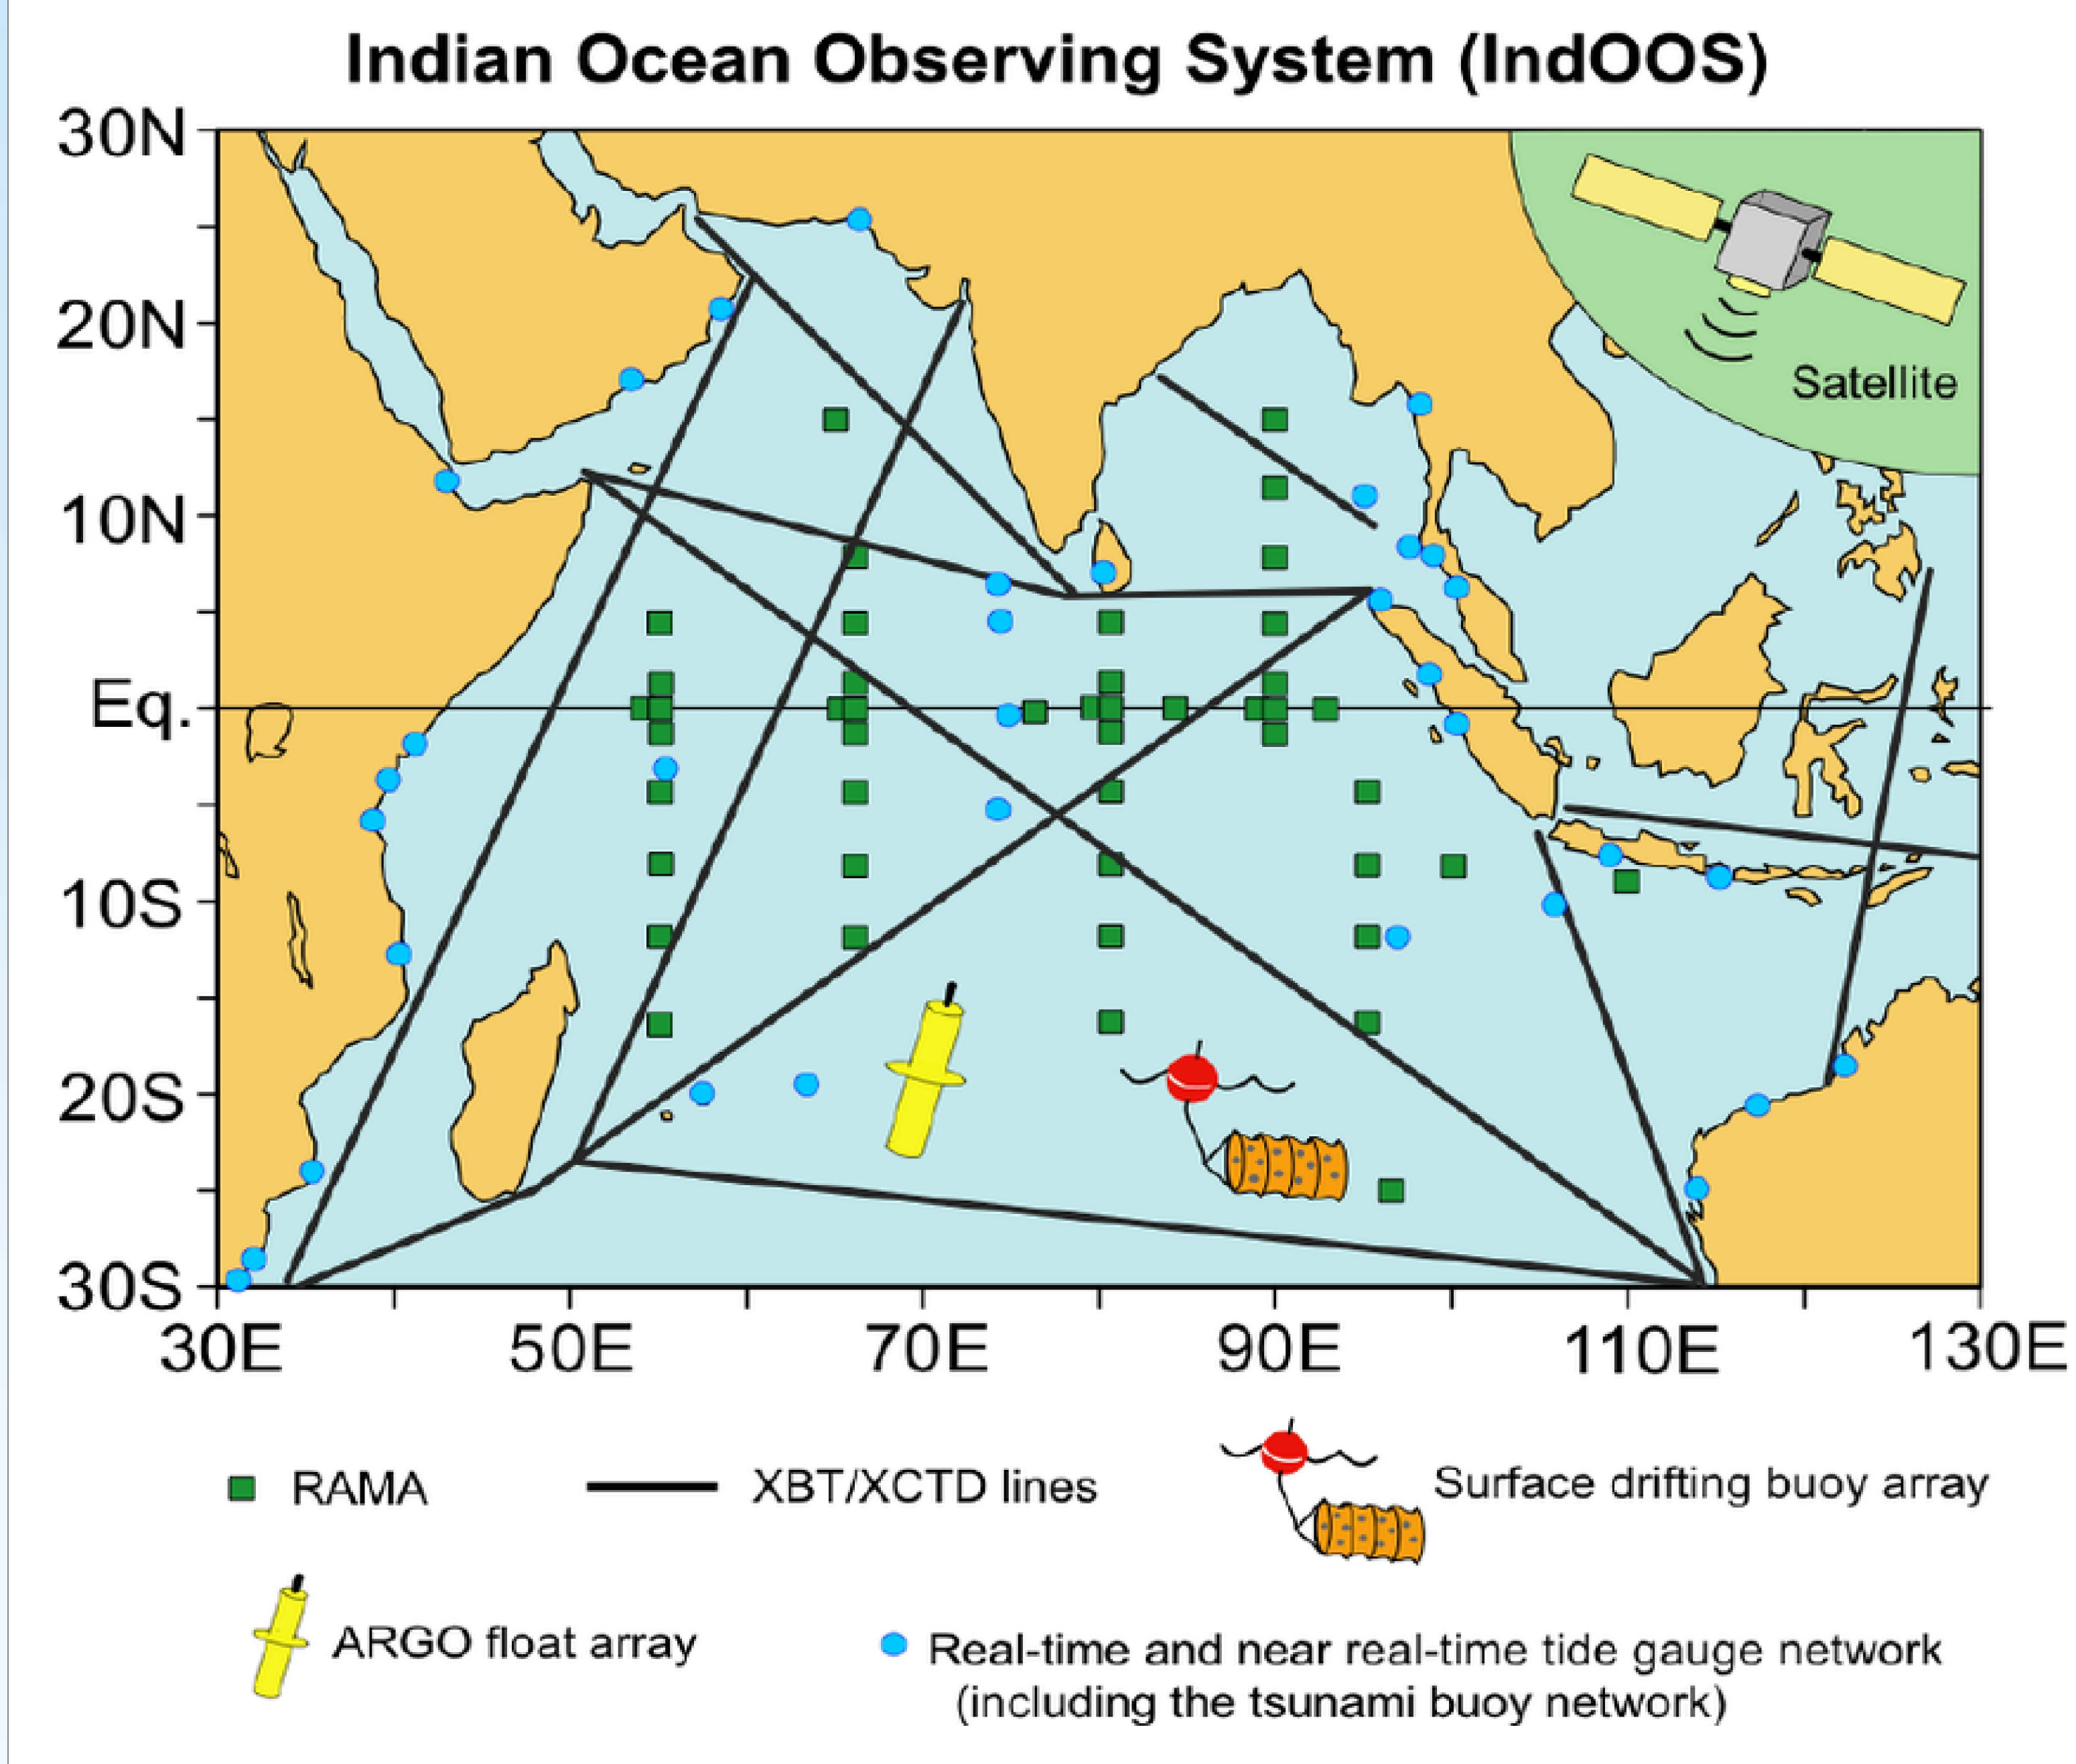 Indian Ocean Observing System (IndOOS)
30N
20N
10N
Eq.
10S
20S
30S
30E 50E 70E 90E 110E 130E
Satellite
RAMA
XBT/XCTD lines
Surface drifting buoy array
ARGO float array
Real-time and near real-time tide gauge network
(including the tsunami buoy network)